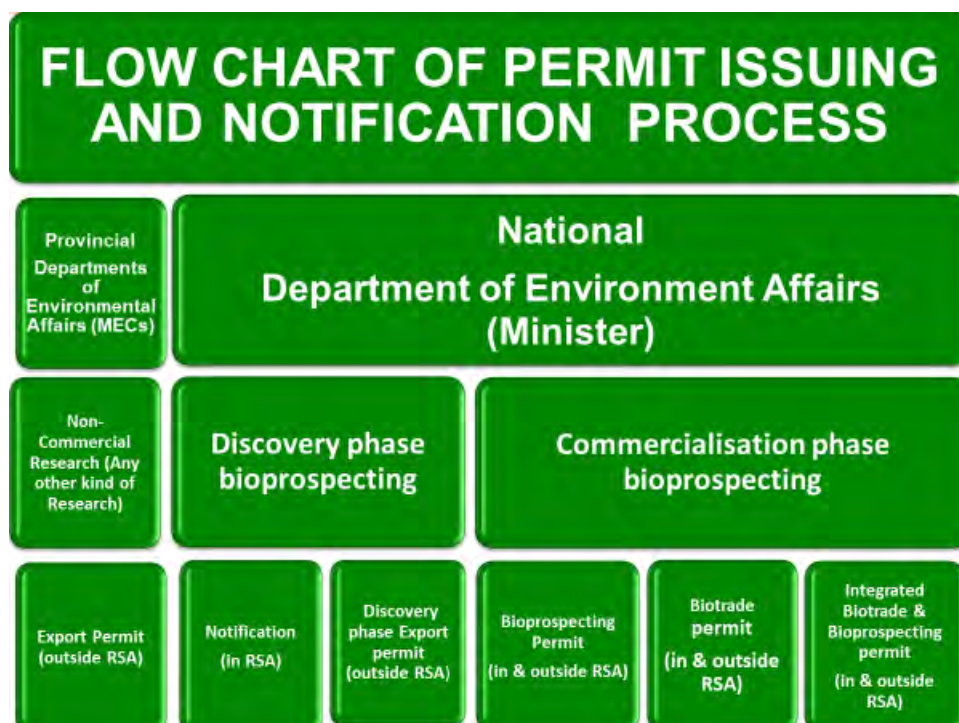 FLOW CHART OF PERMIT ISSUING
AND NOTIFICATION PROCESS
Provincial
Departments
of
Environmental
Affairs (MECs)
National
Department of Environment Affairs
(Minister)
Non-
Commercial
Research (Any
other kind of
Research)
Discovery phase
bioprospecting
Commercialisation phase
bioprospecting
Export Permit
(outside RSA)
Notification
(in RSA)
Discovery
phase Export
permit
(outside RSA)
Bioprospecting
Permit
(in & outside RSA)
Biotrade
permit
(in & outside
RSA)
Integrated
Biotrade &
Bioprospecting
permit
(in & outside
RSA)